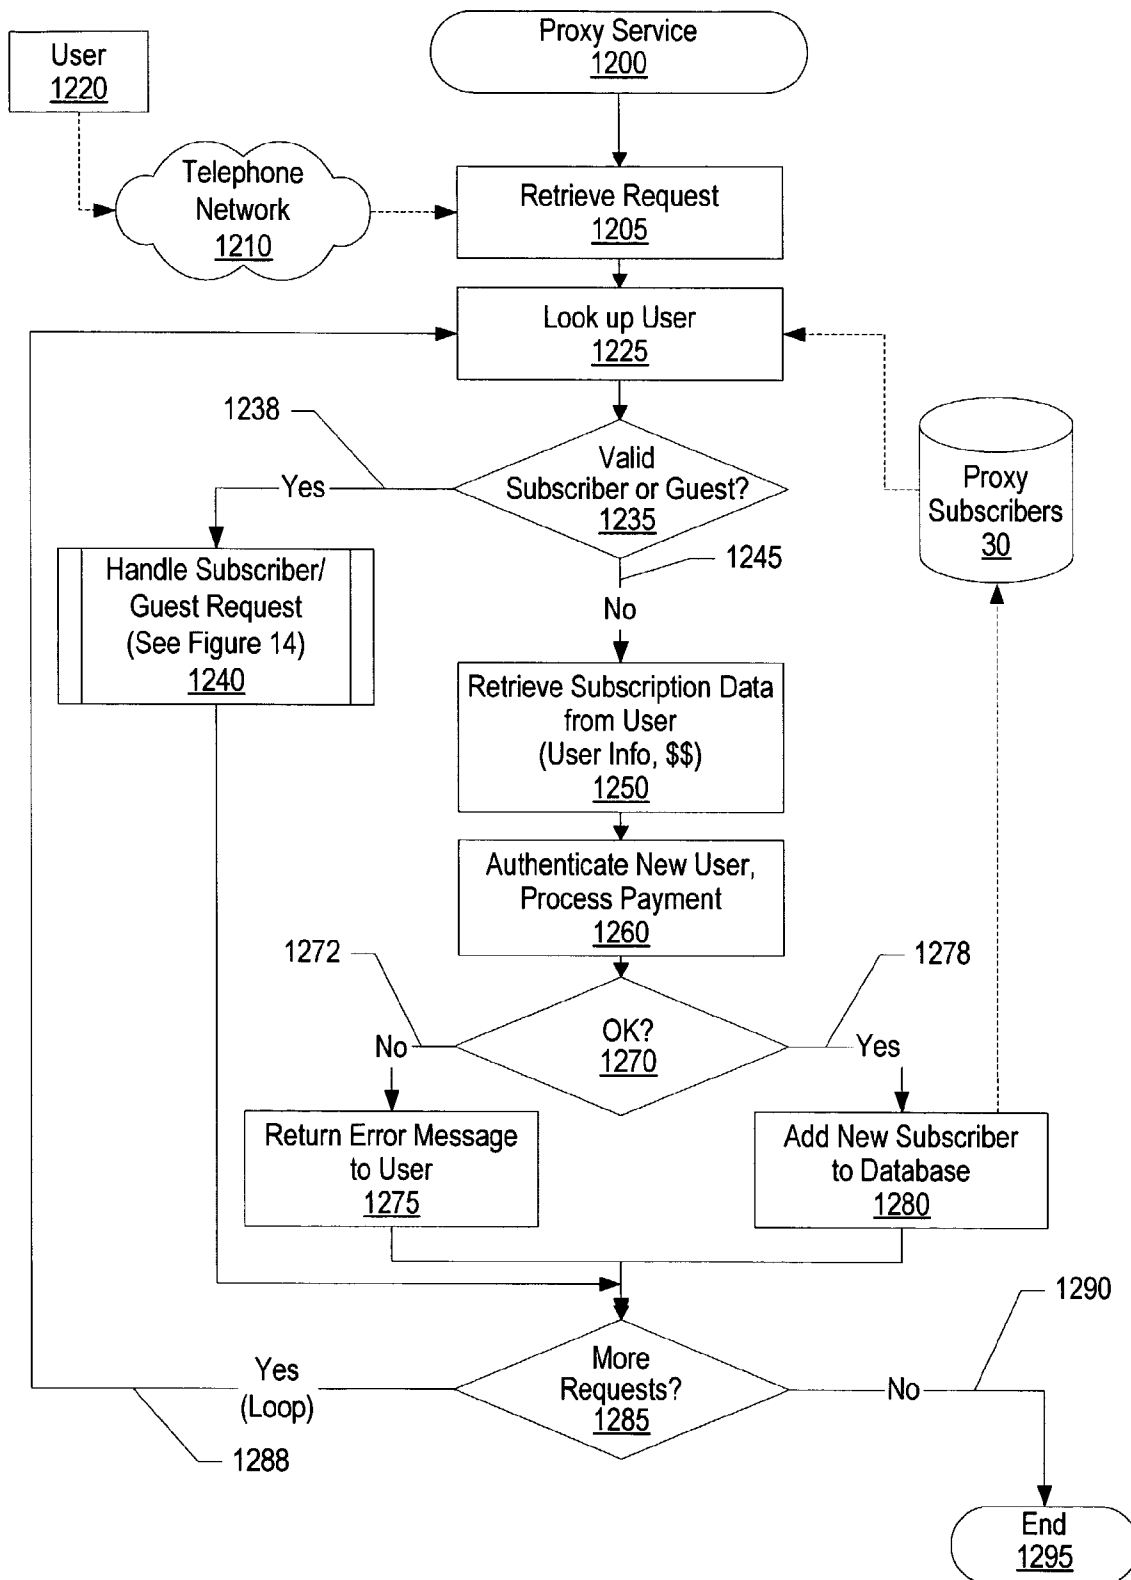 Proxy Service
1200
User
1220
Telephone
Network
1210
Retrieve Request
1205
Look up User
1225
1238
Valid
Subscriber or Guest?
1235
Yes
1245
No
Proxy
Subscribers
30
Handle Subscriber/
Guest Request
(See Figure 14)
1240
Retrieve Subscription Data
from User
(User Info, $$)
1250
Authenticate New User,
Process Payment
1260
1272
1278
OK?
1270
No
Yes
Return Error Message
to User
1275
Add New Subscriber
to Database
1280
1290
More
Requests?
1285
Yes
(Loop)
No
1288
End
1295